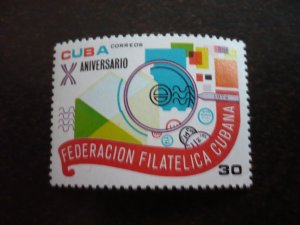 CUBA CORREOS
X ANIVERSARIO
FEDERACION FILATELICA CUBANA
30